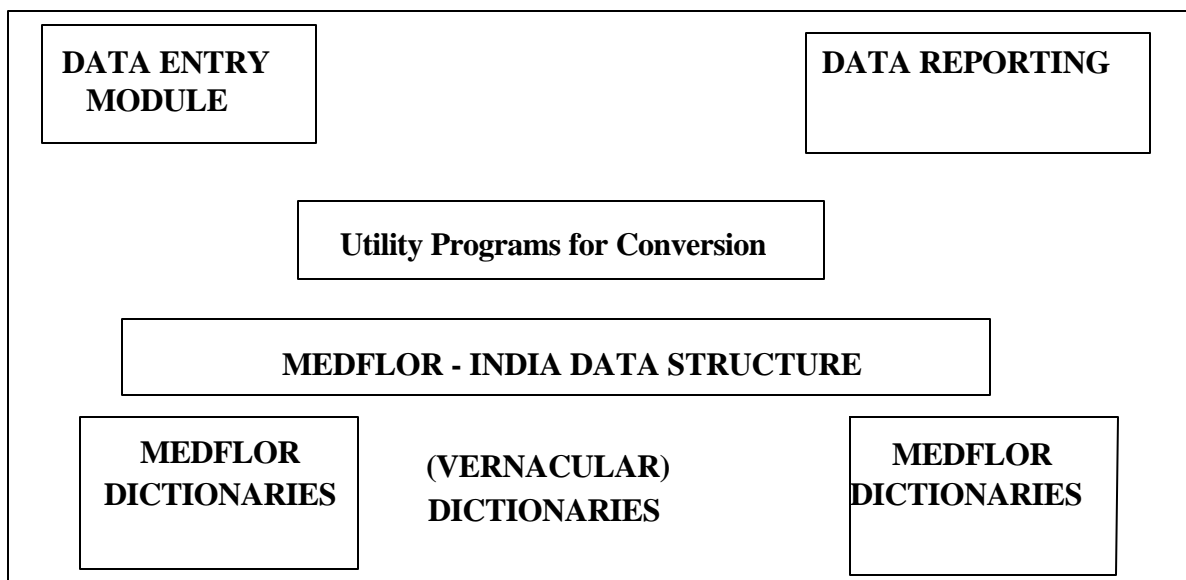 DATA ENTRY
MODULE
DATA REPORTING
Utility Programs for Conversion
MEDFLOR - INDIA DATA STRUCTURE
MEDFLOR
DICTIONARIES
(VERNACULAR)
DICTIONARIES
MEDFLOR
DICTIONARIES